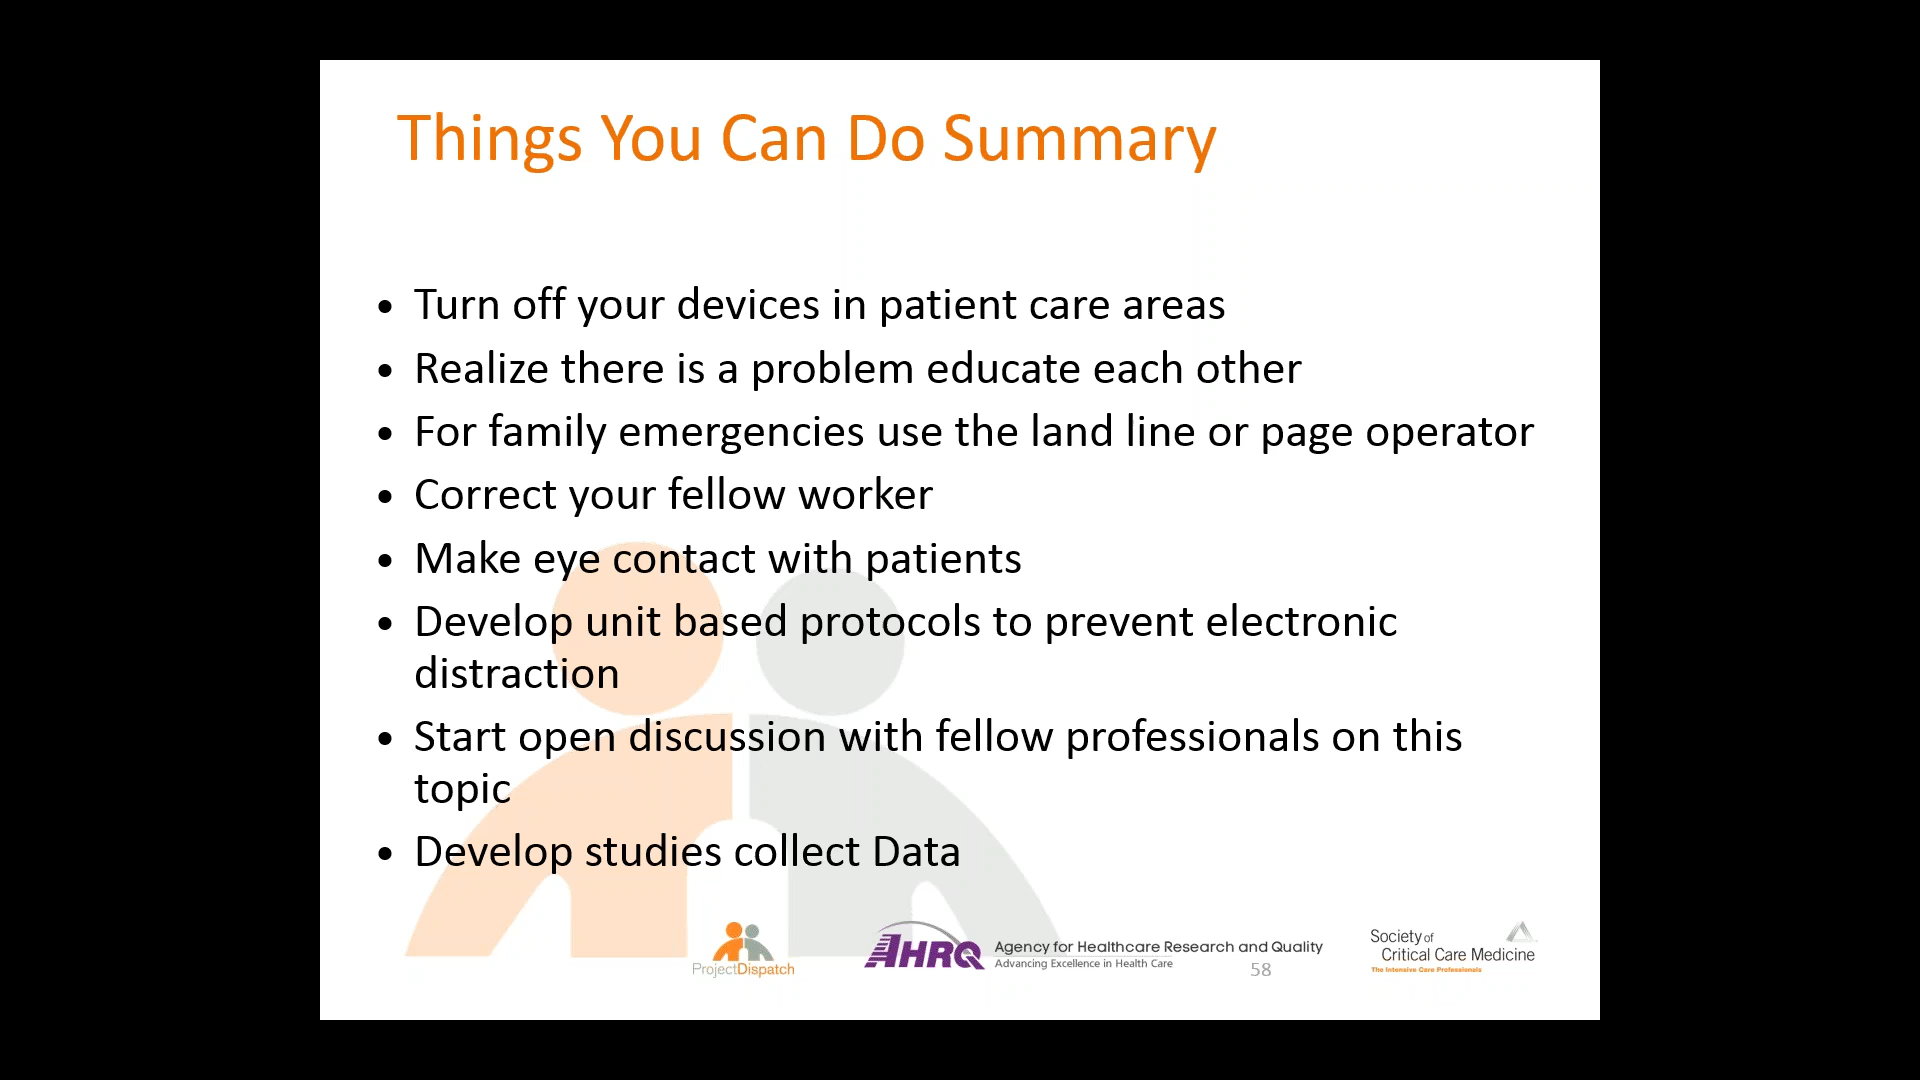 Things You Can Do Summary
• Turn off your devices in patient care areas
• Realize there is a problem educate each other
• For family emergencies use the land line or page operator
• Correct your fellow worker
• Make eye contact with patients
• Develop unit based protocols to prevent electronic
distraction
• Start open discussion with fellow professionals on this
topic
• Develop studies collect Data
ProjectDispatch
AHRQ
Agency for Healthcare Research and Quality
Advancing Excellence in Health Care
58
Society of
Critical Care Medicine
The Intensive Care Professionals